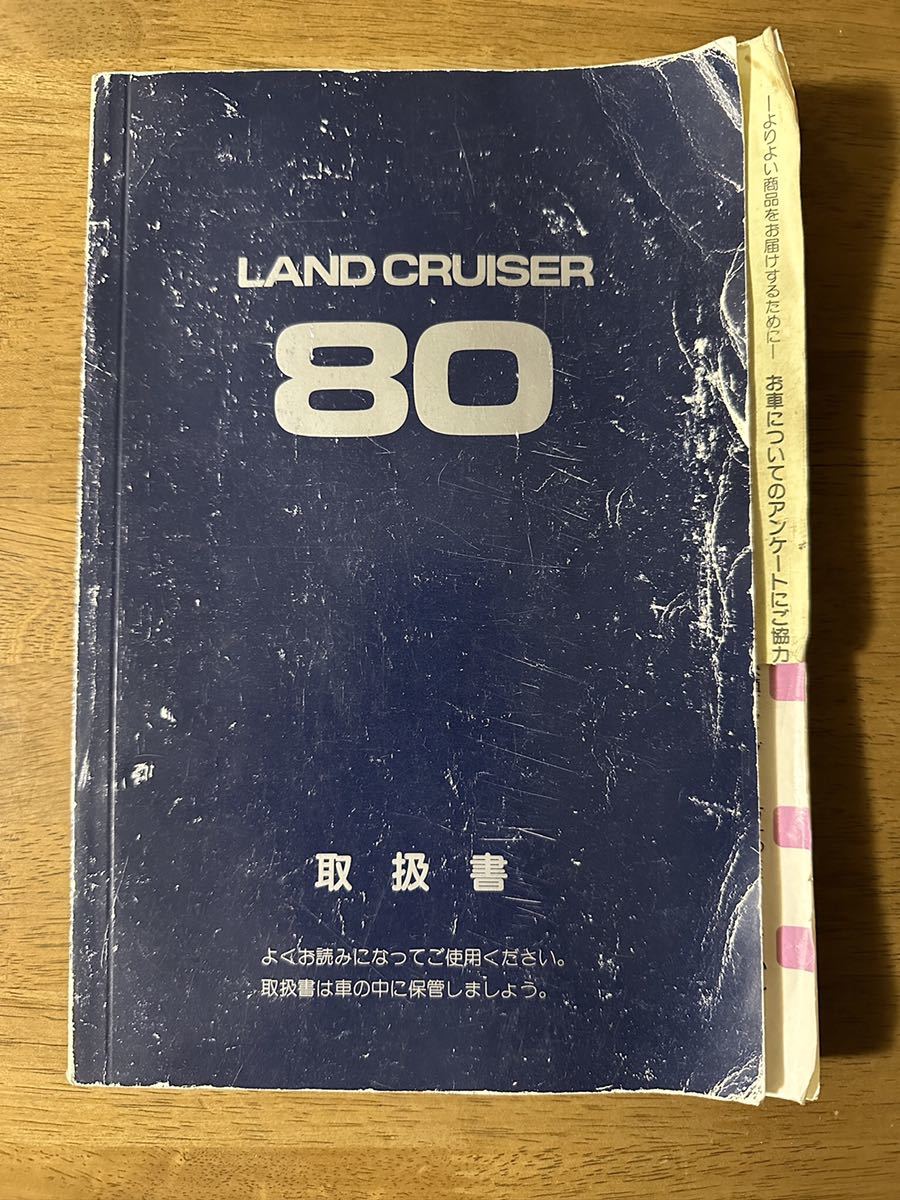 LAND CRUISER
80
取扱書
よくお読みになってご使用ください。
取扱書は車の中に保管しましょう。
ーよりよい商品をお届けするためにー お車についてのアンケートにご協力